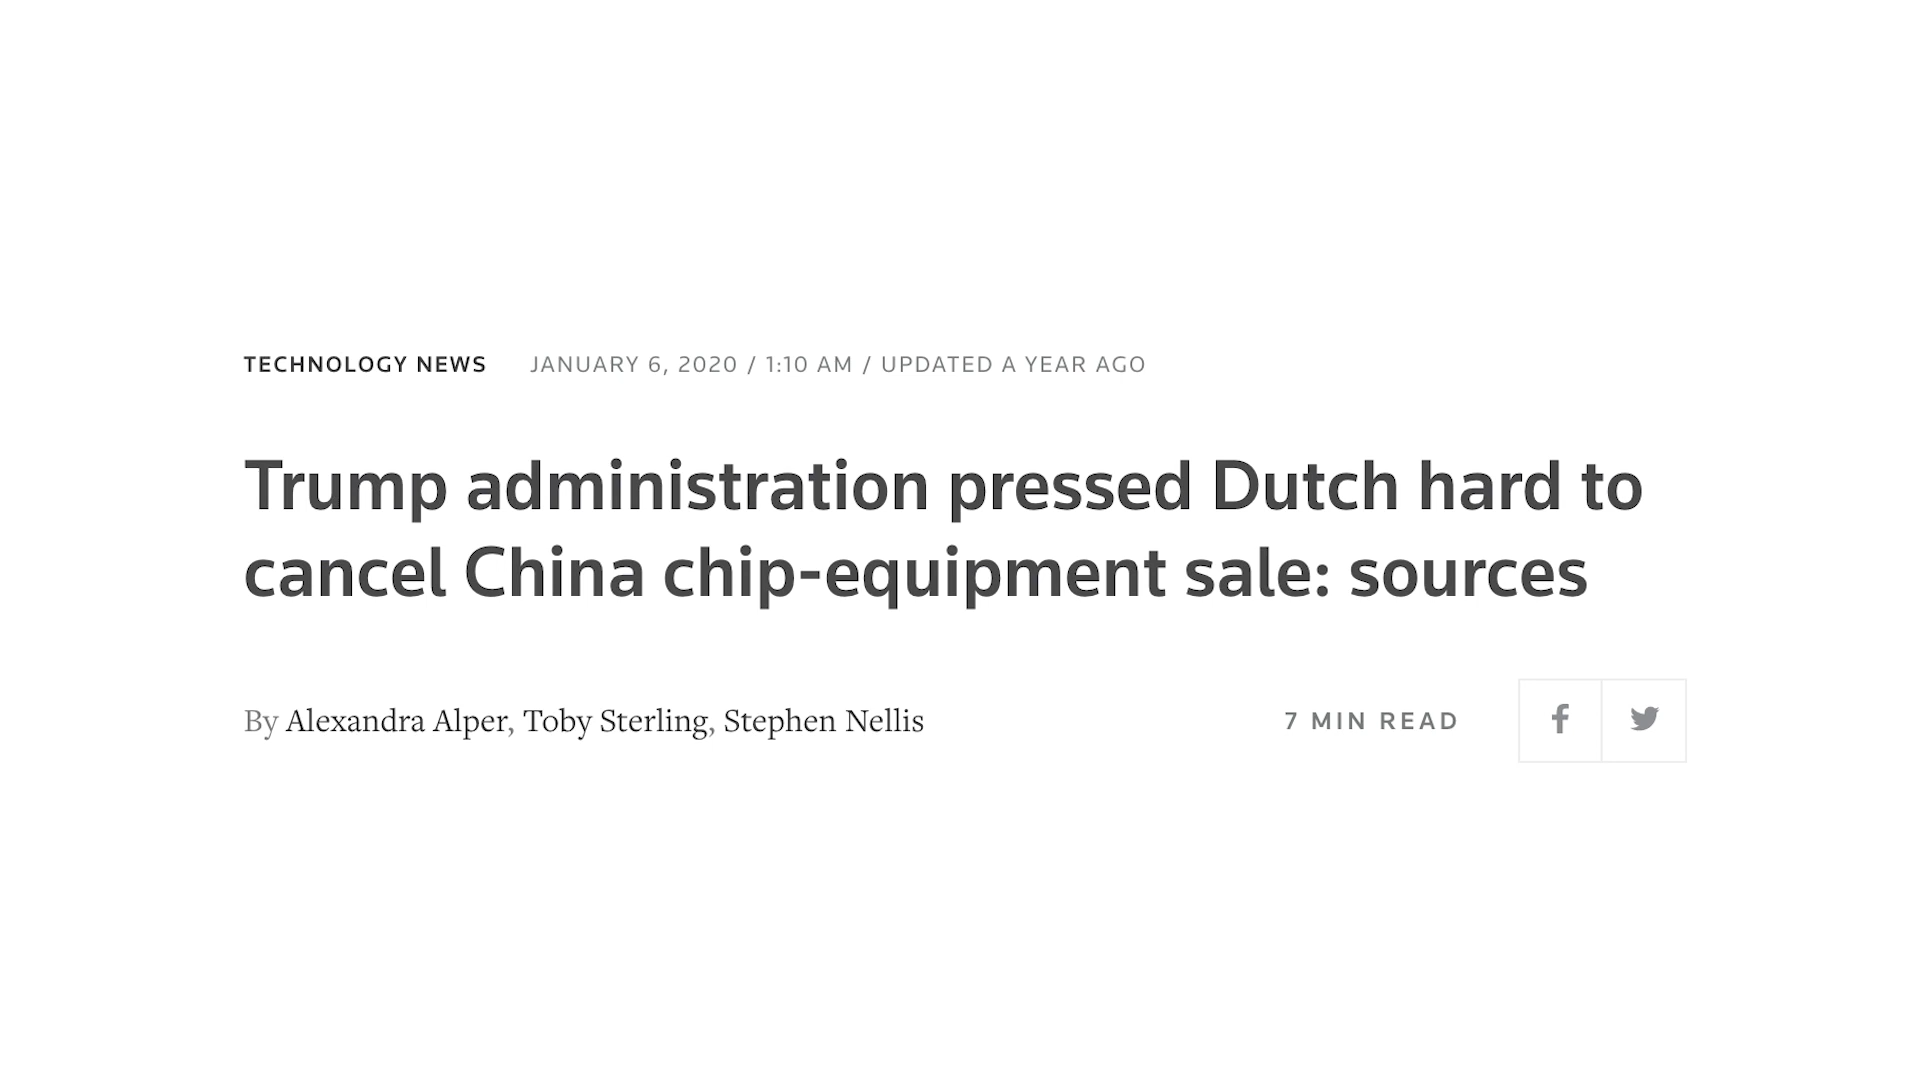 TECHNOLOGY NEWS JANUARY 6, 2020 / 1:10 AM / UPDATED A YEAR AGO
Trump administration pressed Dutch hard to
cancel China chip-equipment sale: sources
By Alexandra Alper, Toby Sterling, Stephen Nellis 7 MIN READ